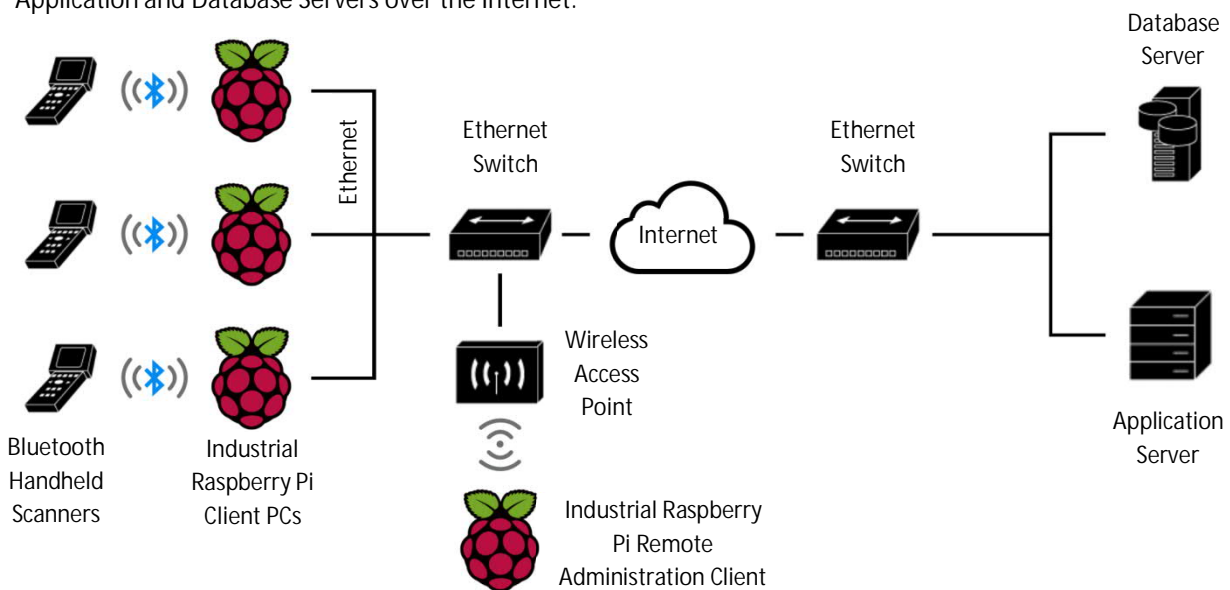 Application and Database Servers over the Internet.
Database
Server
Ethernet
Ethernet
Switch
Ethernet
Switch
Internet
Wireless
Access
Point
Application
Server
Bluetooth
Handheld
Scanners
Industrial
Raspberry Pi
Client PCs
Industrial Raspberry
Pi Remote
Administration Client